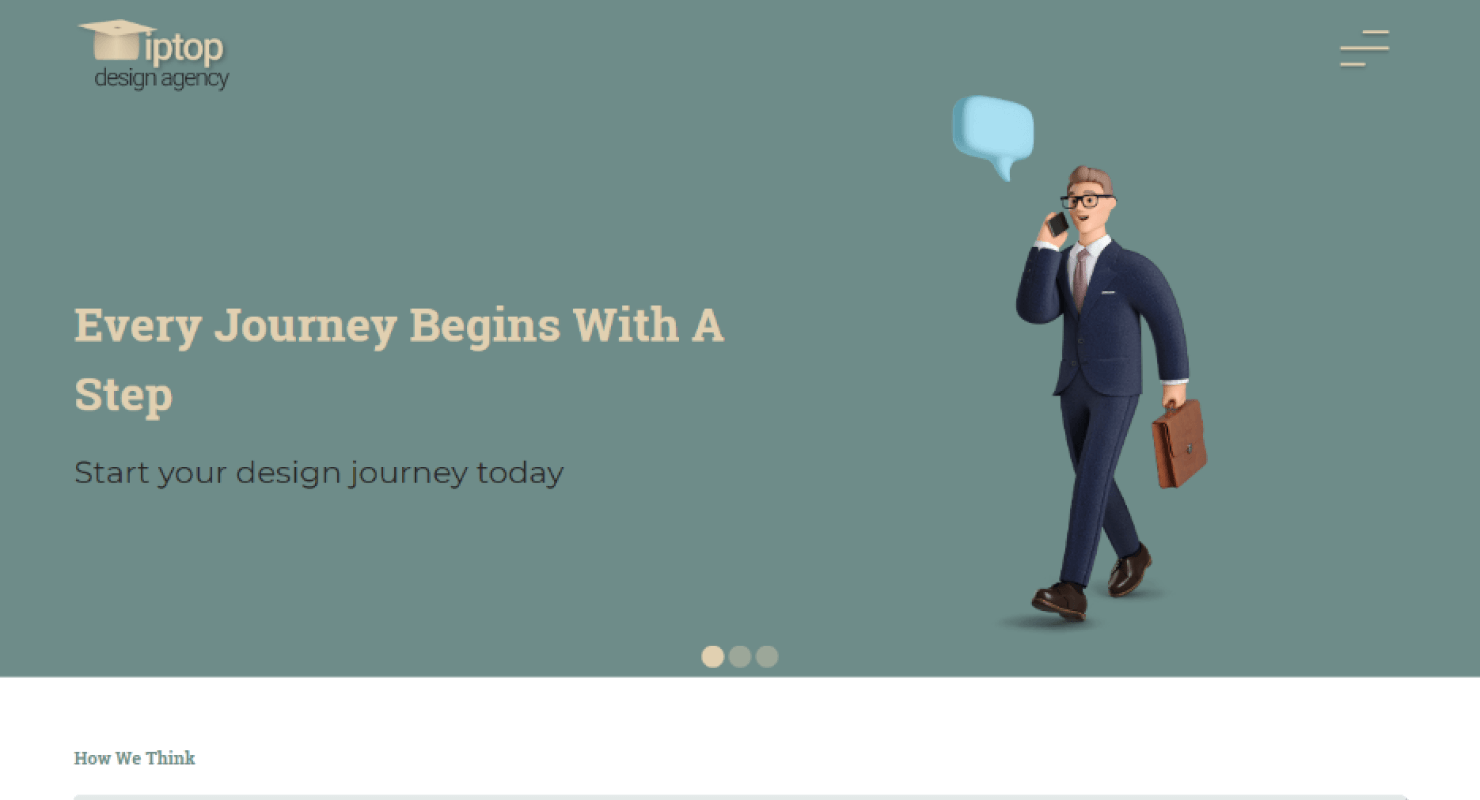 iptop
design agency
Every Journey Begins With A
Step
Start your design journey today
How We Think